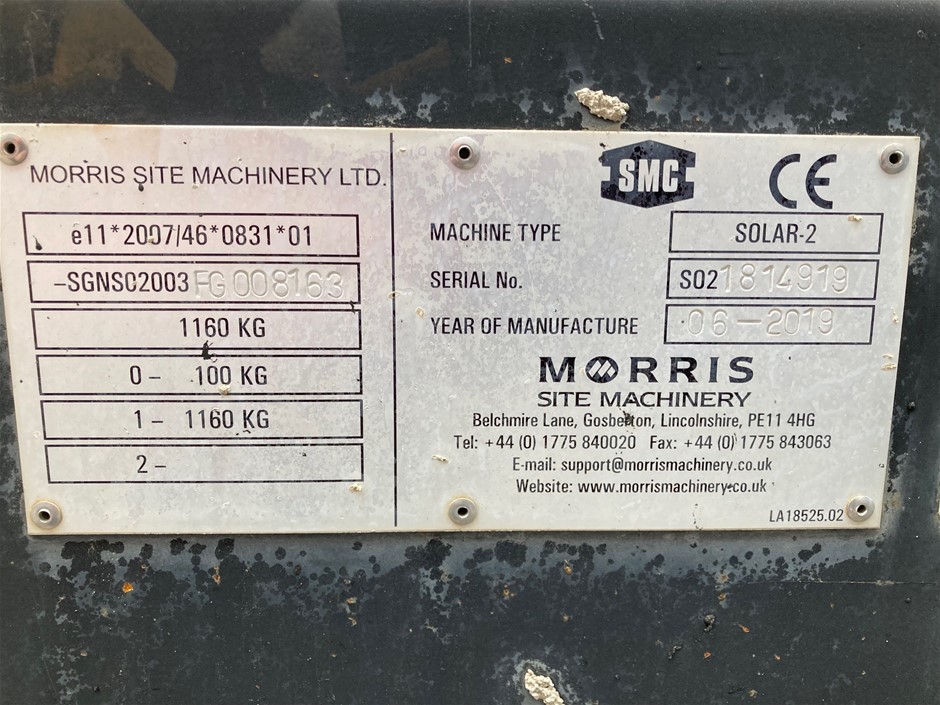 MORRIS SITE MACHINERY LTD.
e11*2007/46*0831*01
–SGNS02003 FG008163
1160 KG
0 – 100 KG
1 – 1160 KG
2 –
SMC CE
MACHINE TYPE SOLAR-2
SERIAL No. S021814919
YEAR OF MANUFACTURE 06-2019
MORRIS
SITE MACHINERY
Belchmire Lane, Gosberton, Lincolnshire, PE11 4HG
Tel: +44 (0) 1775 840020 Fax: +44 (0) 1775 843063
E-mail: support@morrismachinery.co.uk
Website: www.morrismachinery.co.uk
LA18525.02